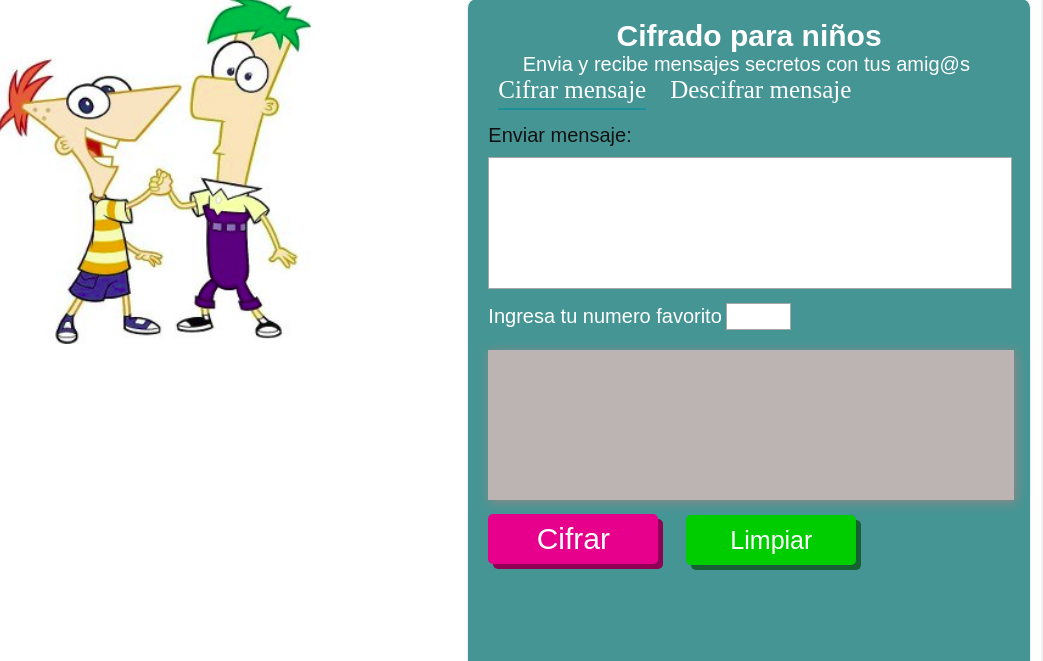 Cifrado para niños
Envia y recibe mensajes secretos con tus amig@s
Cifrar mensaje Descifrar mensaje
Enviar mensaje:
Ingresa tu numero favorito
Cifrar Limpiar